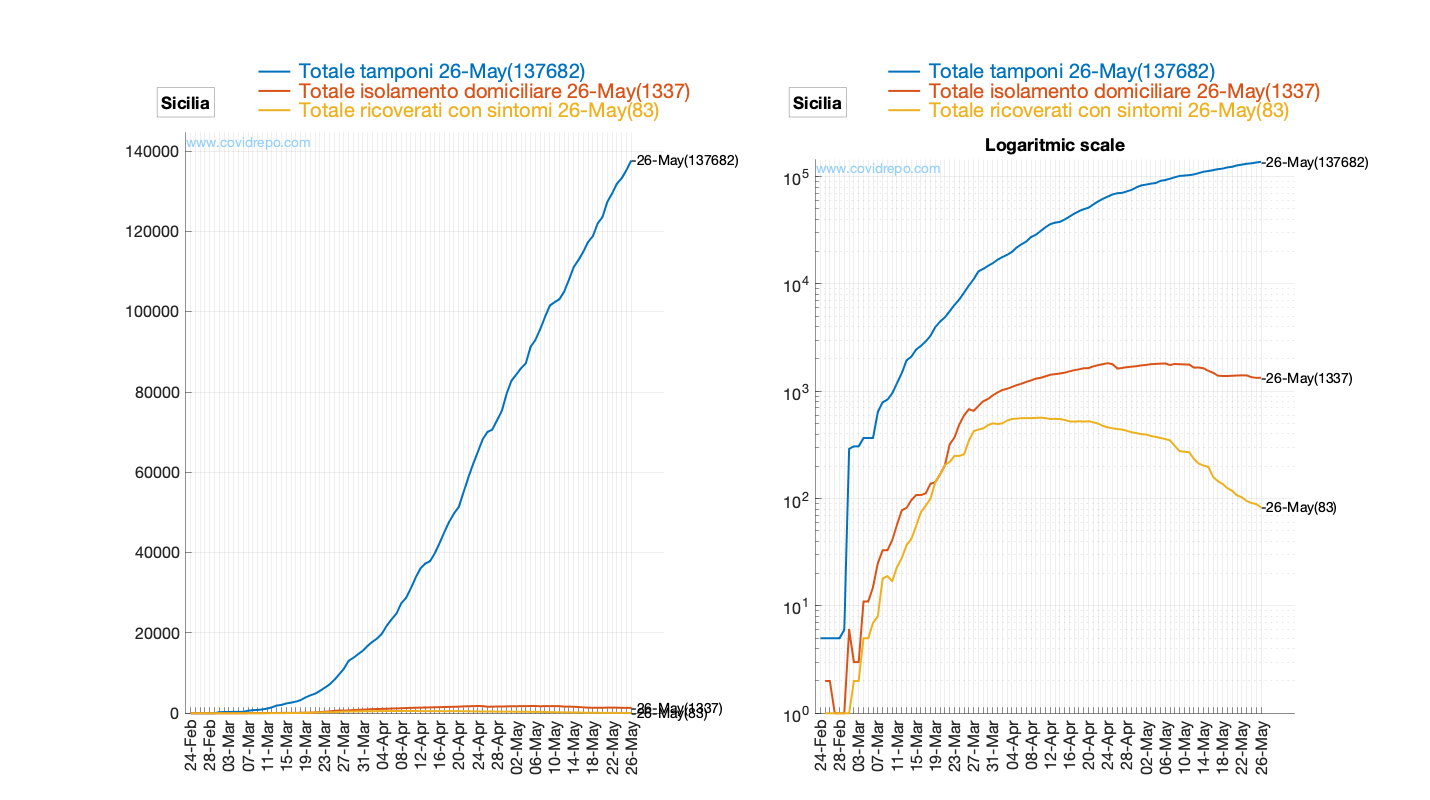 Totale tamponi 26-May(137682)
Totale isolamento domiciliare 26-May(1337)
Totale ricoverati con sintomi 26-May(83)
Sicilia
www.covidrepo.com
140000
120000
100000
80000
60000
40000
20000
0
26-May(137682)
26-May(1337)
26-May(83)
24-Feb
28-Feb
03-Mar
07-Mar
11-Mar
15-Mar
19-Mar
23-Mar
27-Mar
31-Mar
04-Apr
08-Apr
12-Apr
16-Apr
20-Apr
24-Apr
28-Apr
02-May
06-May
10-May
14-May
18-May
22-May
26-May
Totale tamponi 26-May(137682)
Totale isolamento domiciliare 26-May(1337)
Totale ricoverati con sintomi 26-May(83)
Sicilia
Logaritmic scale
www.covidrepo.com
10^5
10^4
10^3
10^2
10^1
10^0
26-May(137682)
26-May(1337)
26-May(83)
24-Feb
28-Feb
03-Mar
07-Mar
11-Mar
15-Mar
19-Mar
23-Mar
27-Mar
31-Mar
04-Apr
08-Apr
12-Apr
16-Apr
20-Apr
24-Apr
28-Apr
02-May
06-May
10-May
14-May
18-May
22-May
26-May